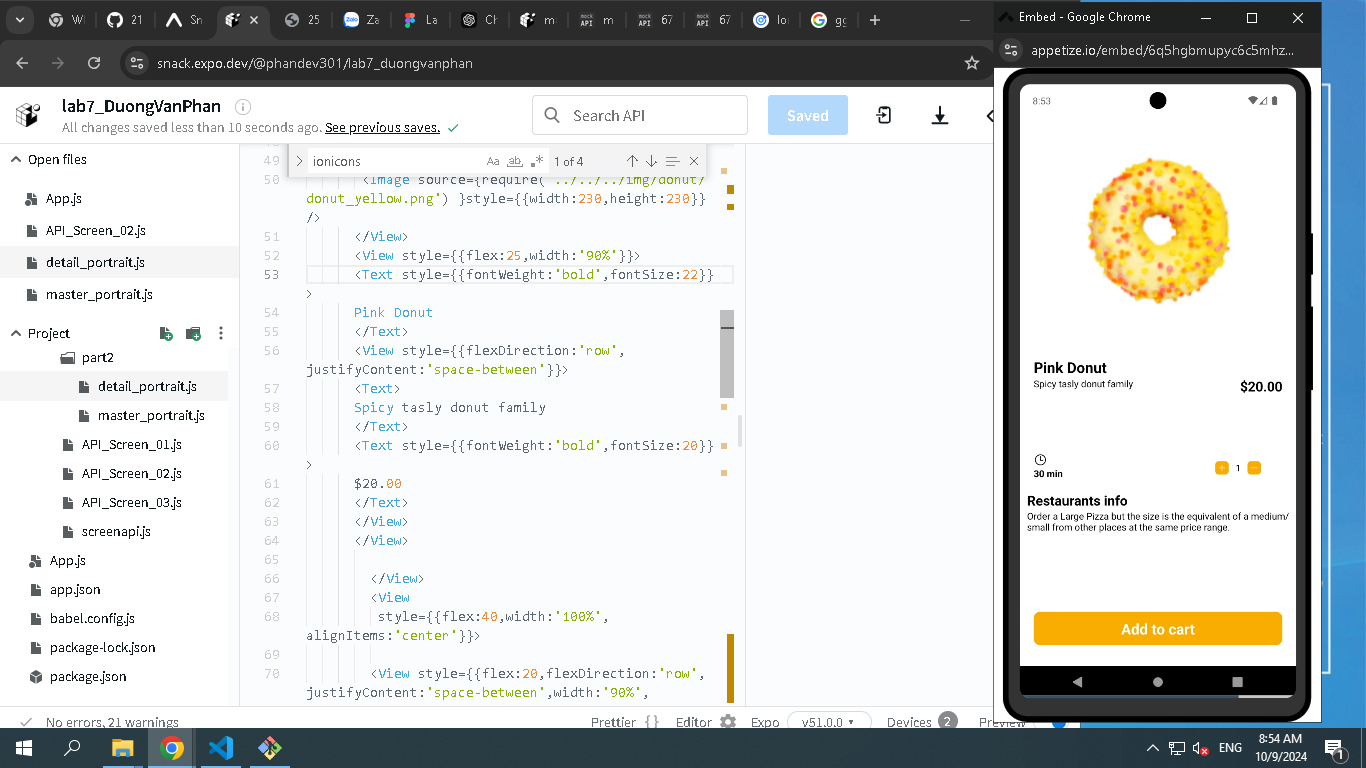 Wi
21
Sn
25
Za
La
Ch
m
m
67
67
lo
gg
Embed - Google Chrome
snack.expo.dev/@phandev301/lab7_duongvanphan
appetize.io/embed/6q5hgbmupyc6c5mhz...
lab7_DuongVanPhan
All changes saved less than 10 seconds ago. See previous saves.
Search API
Saved
Open files
App.js
API_Screen_02.js
detail_portrait.js
master_portrait.js
Project
part2
detail_portrait.js
master_portrait.js
API_Screen_01.js
API_Screen_02.js
API_Screen_03.js
screenapi.js
App.js
app.json
babel.config.js
package-lock.json
package.json
ionicons
Aa
ab
1 of 4
49
50 <Image source={require('../../../img/donut/
donut_yellow.png') }style={{width:230,height:230}}
/>
51 </View>
52 <View style={{flex:25,width:'90%'}}>
53 <Text style={{fontWeight:'bold',fontSize:22}}
>
54 Pink Donut
55 </Text>
56 <View style={{flexDirection:'row',
justifyContent:'space-between'}}>
57 <Text>
58 Spicy tasly donut family
59 </Text>
60 <Text style={{fontWeight:'bold',fontSize:20}}
>
61 $20.00
62 </Text>
63 </View>
64 </View>
65
66 </View>
67 <View
68 style={{flex:40,width:'100%',
alignItems:'center'}}>
69
70 <View style={{flex:20,flexDirection:'row',
justifyContent:'space-between',width:'90%',
No errors, 21 warnings
Prettier {}
Editor
Expo
v51.0.0
Devices
2
Preview
8:53
Pink Donut
Spicy tasly donut family
$20.00
30 min
+ 1 −
Restaurants info
Order a Large Pizza but the size is the equivalent of a medium/
small from other places at the same price range.
Add to cart
ENG
8:54 AM
10/9/2024
1